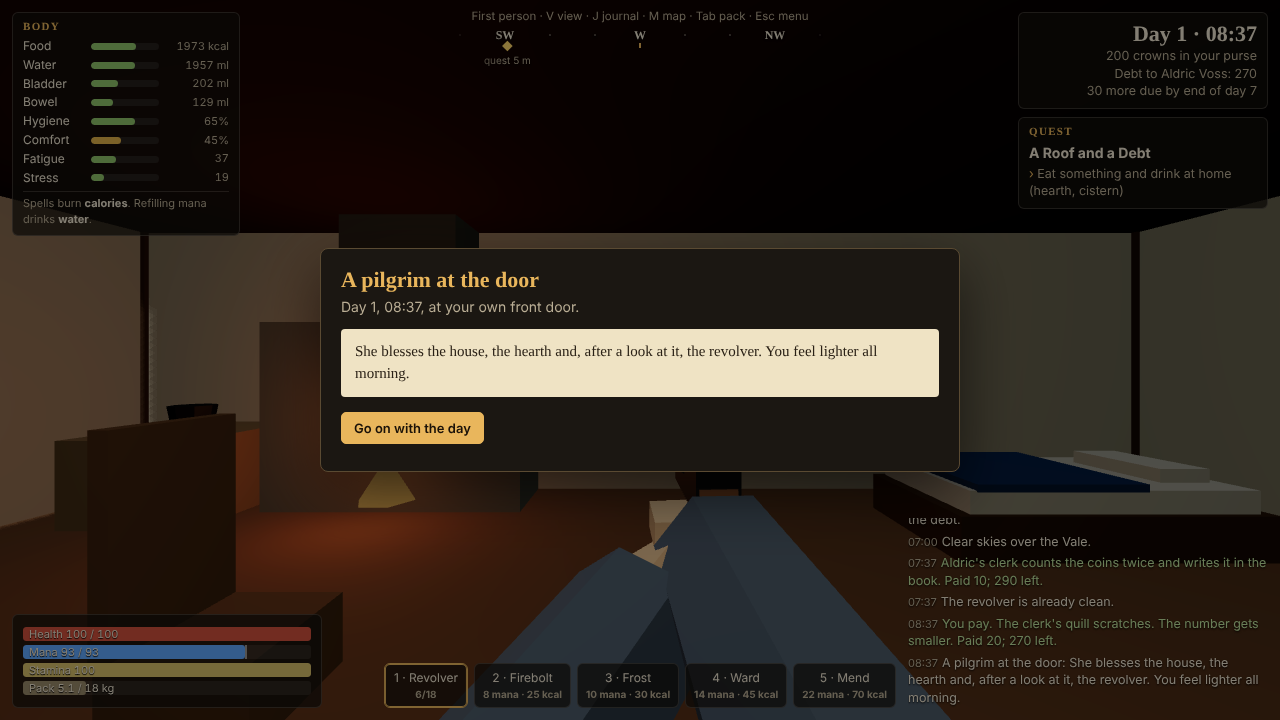 BODY
Food 1973 kcal
Water 1957 ml
Bladder 202 ml
Bowel 129 ml
Hygiene 65%
Comfort 45%
Fatigue 37
Stress 19
Spells burn calories. Refilling mana
drinks water.
First person · V view · J journal · M map · Tab pack · Esc menu
SW W NW
quest 5 m
Day 1 · 08:37
200 crowns in your purse
Debt to Aldric Voss: 270
30 more due by end of day 7
QUEST
A Roof and a Debt
› Eat something and drink at home
(hearth, cistern)
A pilgrim at the door
Day 1, 08:37, at your own front door.
She blesses the house, the hearth and, after a look at it, the revolver. You feel lighter all
morning.
Go on with the day
the debt.
07:00 Clear skies over the Vale.
07:37 Aldric's clerk counts the coins twice and writes it in the
book. Paid 10; 290 left.
07:37 The revolver is already clean.
08:37 You pay. The clerk's quill scratches. The number gets
smaller. Paid 20; 270 left.
08:37 A pilgrim at the door: She blesses the house, the
hearth and, after a look at it, the revolver. You feel lighter all
morning.
Health 100 / 100
Mana 93 / 93
Stamina 100
Pack 5.1 / 18 kg
1 · Revolver
6/18
2 · Firebolt
8 mana · 25 kcal
3 · Frost
10 mana · 30 kcal
4 · Ward
14 mana · 45 kcal
5 · Mend
22 mana · 70 kcal